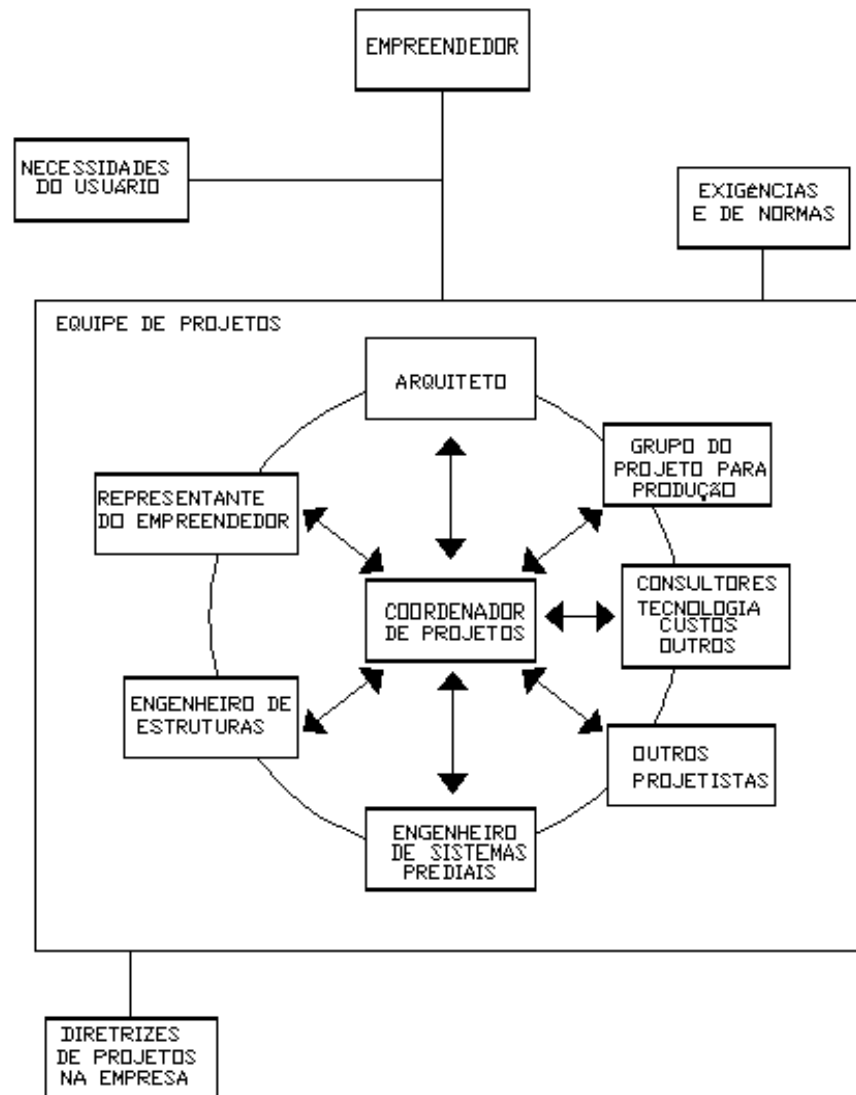 EMPREENDEDOR
NECESSIDADES
DO USUÁRIO
EXIGÊNCIAS
E DE NORMAS
EQUIPE DE PROJETOS
ARQUITETO
GRUPO DO
PROJETO PARA
PRODUÇÃO
REPRESENTANTE
DO EMPREENDEDOR
COORDENADOR
DE PROJETOS
CONSULTORES
TECNOLOGIA
CUSTOS
OUTROS
ENGENHEIRO DE
ESTRUTURAS
OUTROS
PROJETISTAS
ENGENHEIRO
DE SISTEMAS
PREDIAIS
DIRETRIZES
DE PROJETOS
NA EMPRESA